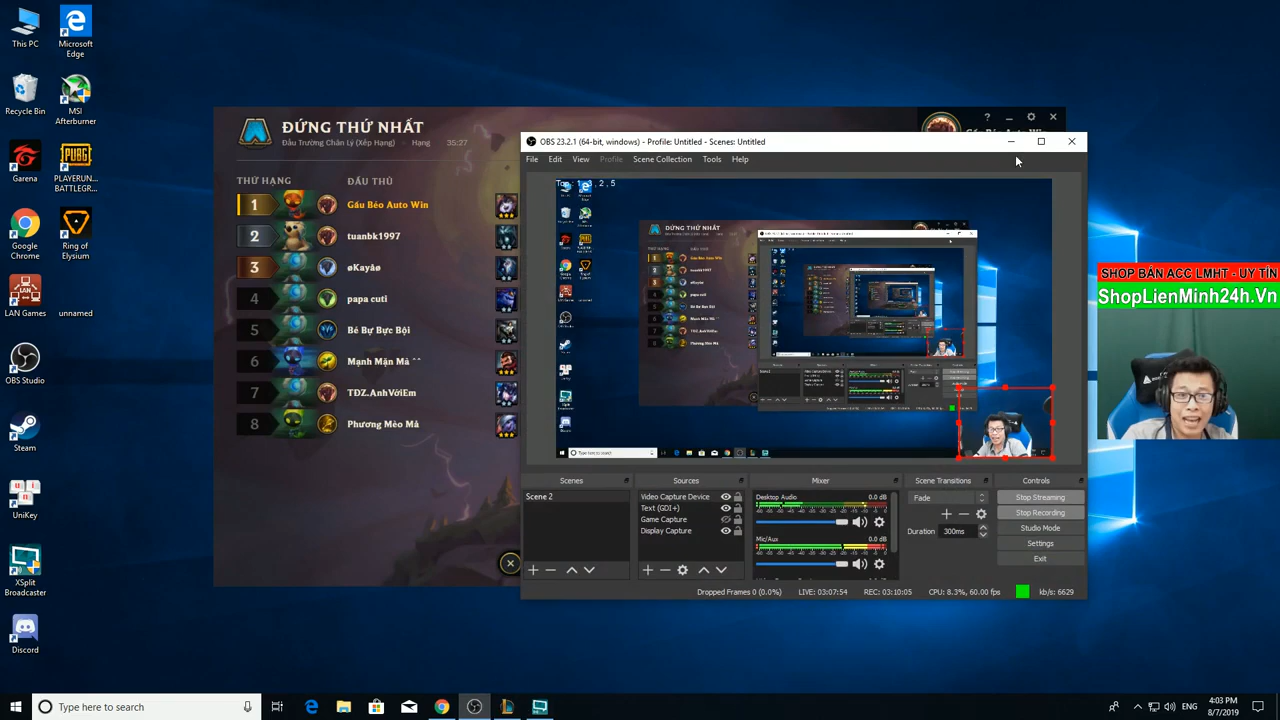 This PC
Microsoft
Edge
Recycle Bin
MSI
Afterburner
Garena
PLAYERUN...
BATTLEGR...
Google
Chrome
Ring of
Elysium
LAN Games
unnamed
OBS Studio
Steam
UniKey
XSplit
Broadcaster
Discord
ĐỨNG THỨ NHẤT
Đấu Trường Chân Lý (Xếp Hạng)
Hạng
35:27
THỨ HẠNG
ĐẤU THỦ
1
Gấu Béo Auto Win
2
tuanbk1997
3
øKayåø
4
papa cuti
5
Bé Bự Bực Bội
6
Mạnh Mận Mã ^^
7
TĐZ.AnhVớiEm
8
Phương Mèo Mả
OBS 23.2.1 (64-bit, windows) - Profile: Untitled - Scenes: Untitled
File Edit View Profile Scene Collection Tools Help
Scenes
Sources
Mixer
Scene Transitions
Controls
Scene 2
Video Capture Device
Text (GDI+)
Game Capture
Display Capture
Desktop Audio
0.0 dB
Mic/Aux
0.0 dB
Fade
Duration
300ms
Stop Streaming
Stop Recording
Studio Mode
Settings
Exit
Dropped Frames 0 (0.0%)
LIVE: 03:07:54
REC: 03:10:05
CPU: 8.3%, 60.00 fps
kb/s: 6629
SHOP BÁN ACC LMHT - UY TÍN
ShopLienMinh24h.Vn
Type here to search
ENG
4:03 PM
8/7/2019